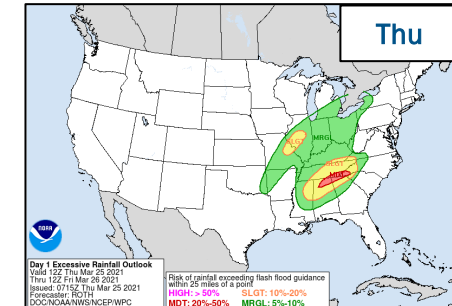 Thu
SLGT
MRGL
SLGT
MDT
NOAA
Day 1 Excessive Rainfall Outlook
Valid 12Z Thu Mar 25 2021
Thru 12Z Fri Mar 26 2021
Issued: 0715Z Thu Mar 25 2021
Forecaster: ROTH
DOC/NOAA/NWS/NCEP/WPC
Risk of rainfall exceeding flash flood guidance
within 25 miles of a point
HIGH: > 50% SLGT: 10%-20%
MDT: 20%-50% MRGL: 5%-10%